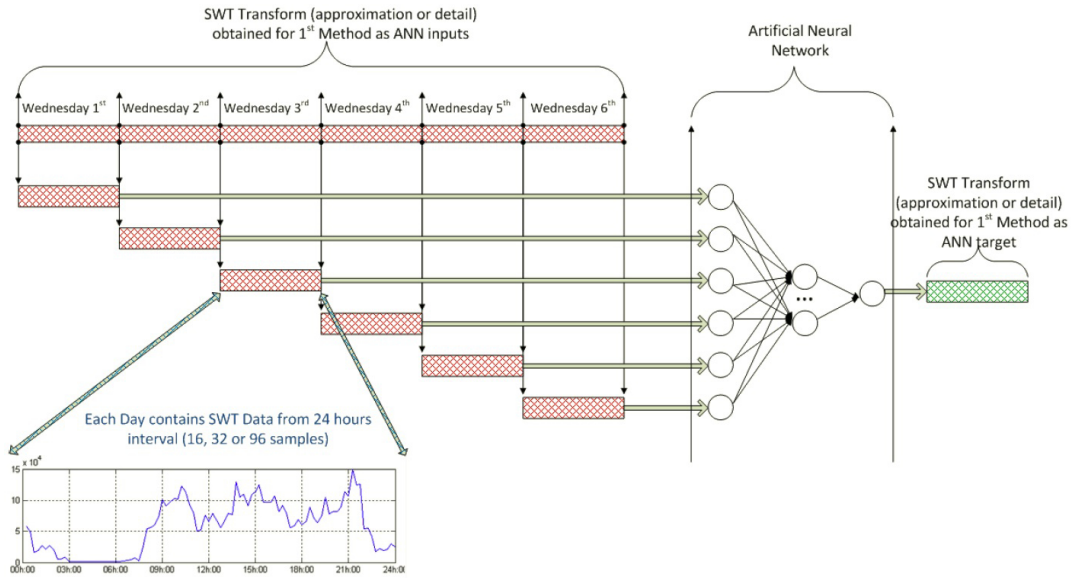 SWT Transform (approximation or detail)
obtained for 1st Method as ANN inputs
Artificial Neural
Network
Wednesday 1st Wednesday 2nd Wednesday 3rd Wednesday 4th Wednesday 5th Wednesday 6th
SWT Transform
(approximation or detail)
obtained for 1st Method as
ANN target
...
Each Day contains SWT Data from 24 hours
interval (16, 32 or 96 samples)
x 10^4
15
10
5
0
00h:00 03h:00 06h:00 09h:00 12h:00 15h:00 18h:00 21h:00 24h:0